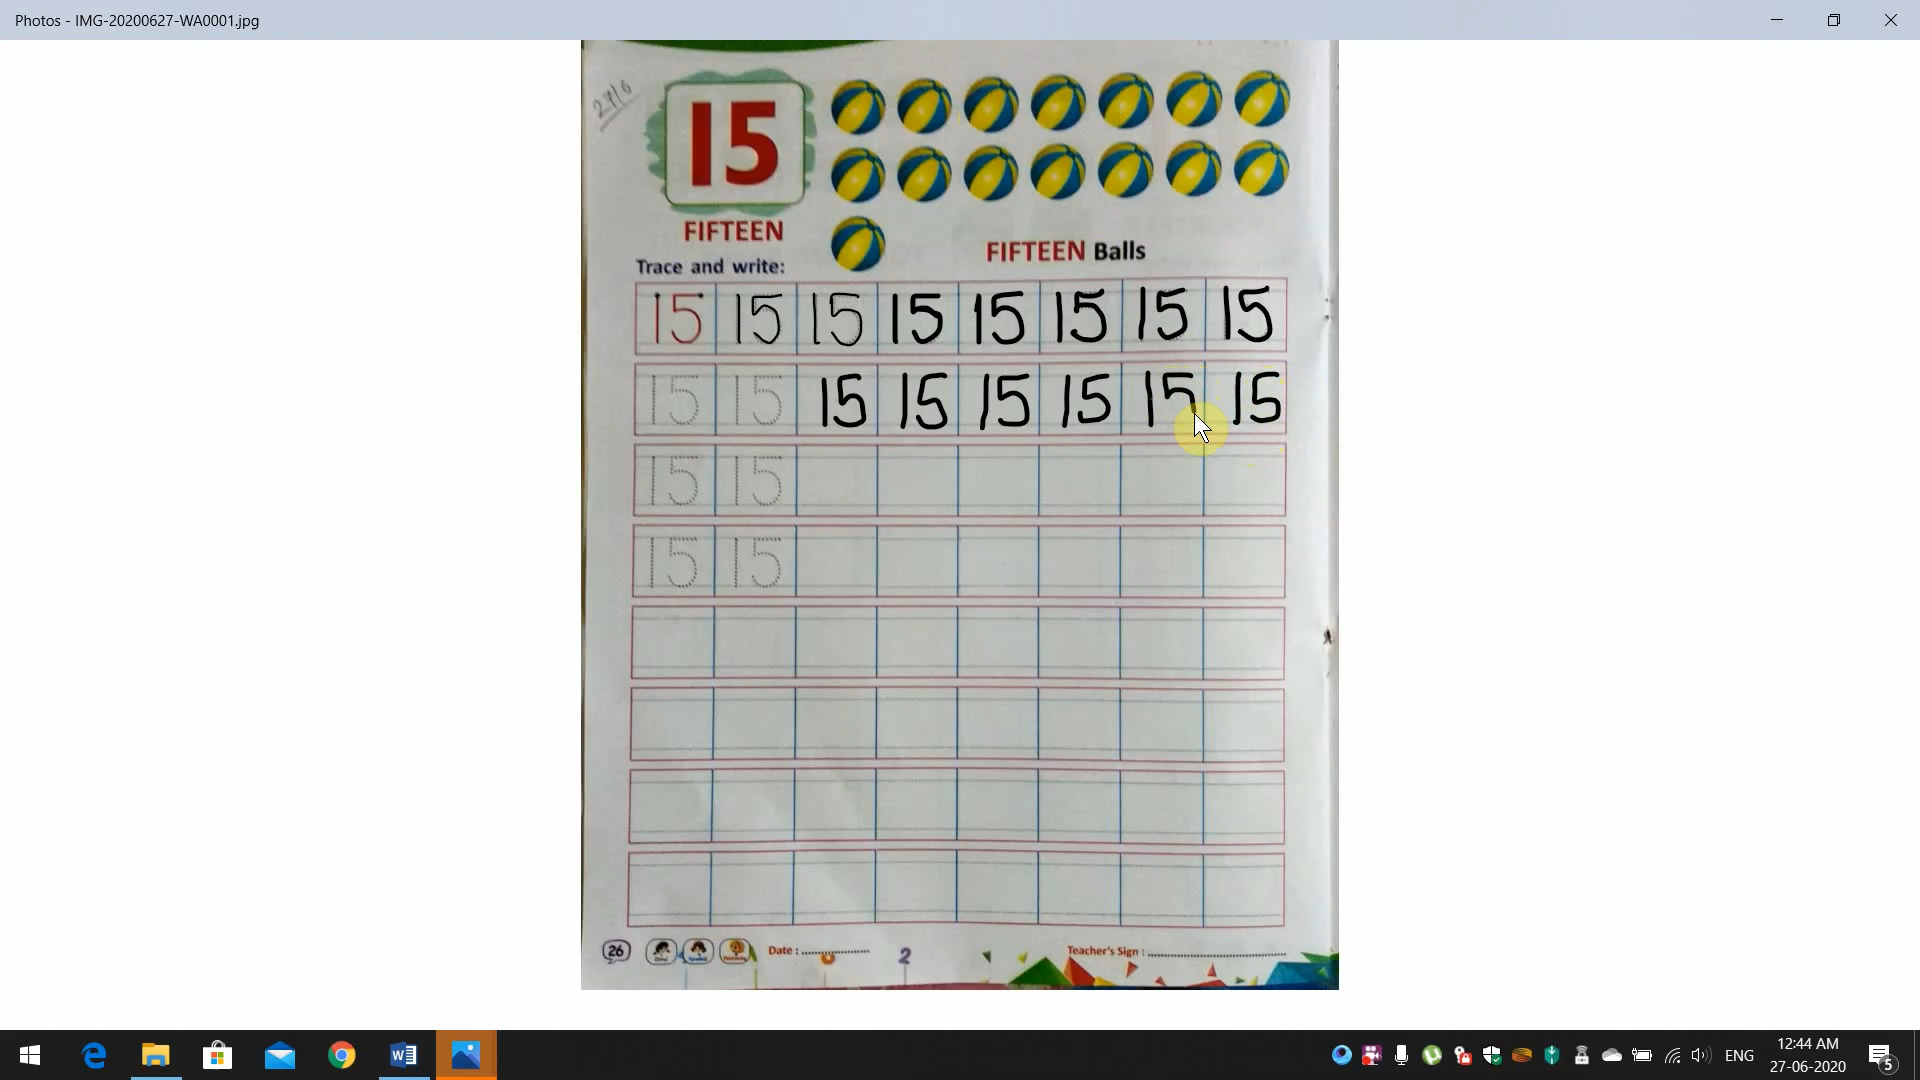 Photos - IMG-20200627-WA0001.jpg
27/6
15
FIFTEEN
FIFTEEN Balls
Trace and write:
15 15 15 15 15 15 15 15
15 15 15 15 15 15 15 15
15 15
15 15
26 Date : Teacher's Sign :
2
ENG
12:44 AM
27-06-2020
5